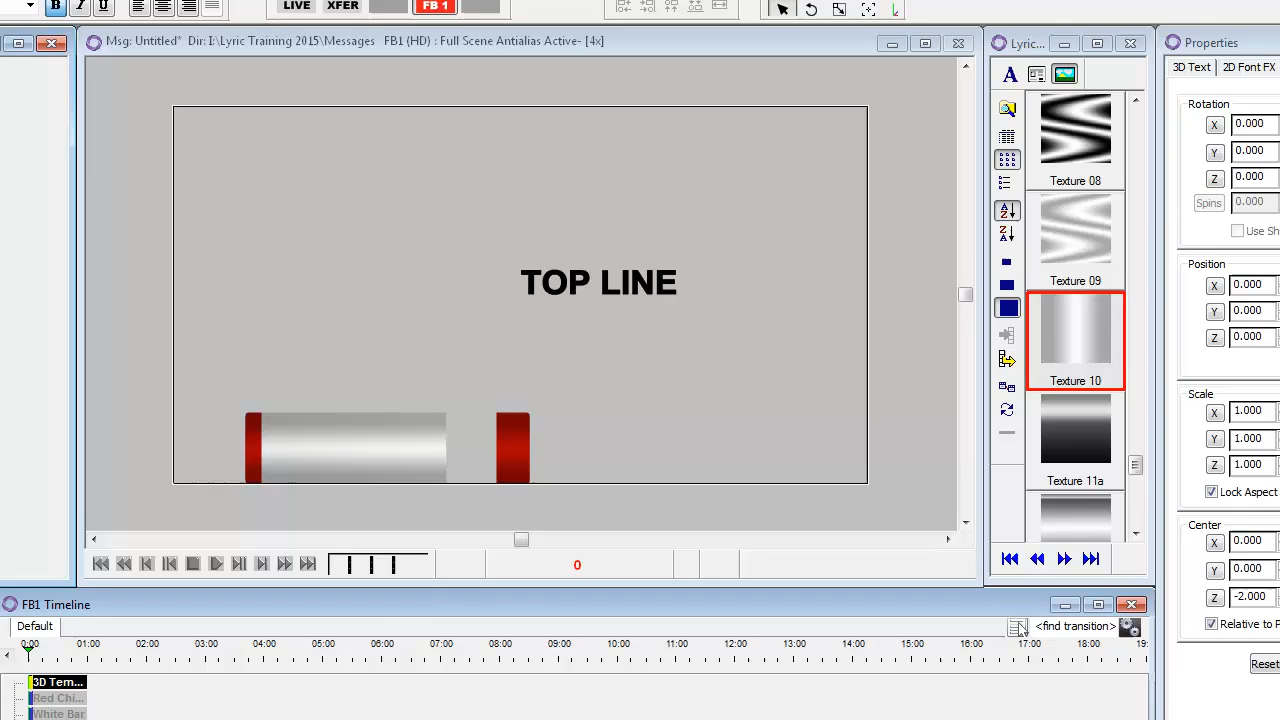 B I U LIVE XFER FB 1
Msg: Untitled* Dir: I:\Lyric Training 2015\Messages FB1 (HD) : Full Scene Antialias Active- [4x]
Lyric...
Properties
3D Text 2D Font FX
Rotation
X 0.000
Y 0.000
Z 0.000
Spins 0.000
Use Sh
Position
X 0.000
Y 0.000
Z 0.000
Scale
X 1.000
Y 1.000
Z 1.000
Lock Aspect
Center
X 0.000
Y 0.000
Z -2.000
Relative to P
Reset
A
Texture 08
Texture 09
Texture 10
Texture 11a
TOP LINE
0
FB1 Timeline
Default
<find transition>
0:00 01:00 02:00 03:00 04:00 05:00 06:00 07:00 08:00 09:00 10:00 11:00 12:00 13:00 14:00 15:00 16:00 17:00 18:00 19:
3D Tem...
Red Chi...
White Bar